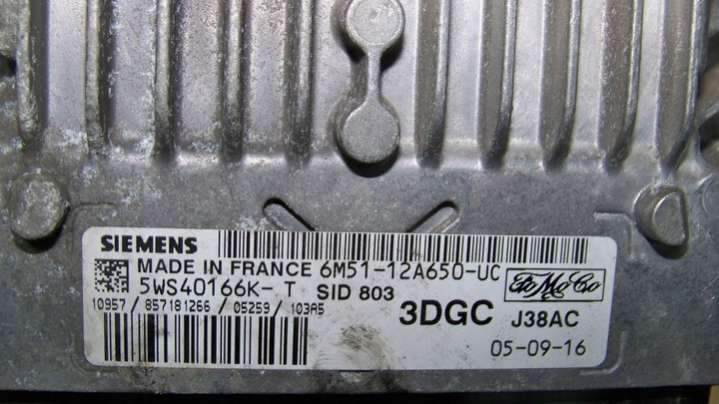 SIEMENS
MADE IN FRANCE 6M51-12A650-UC
5WS40166K- T SID 803
FoMoCo
10957 / 857181266 / 05259 / 103A5
3DGC J38AC
05-09-16